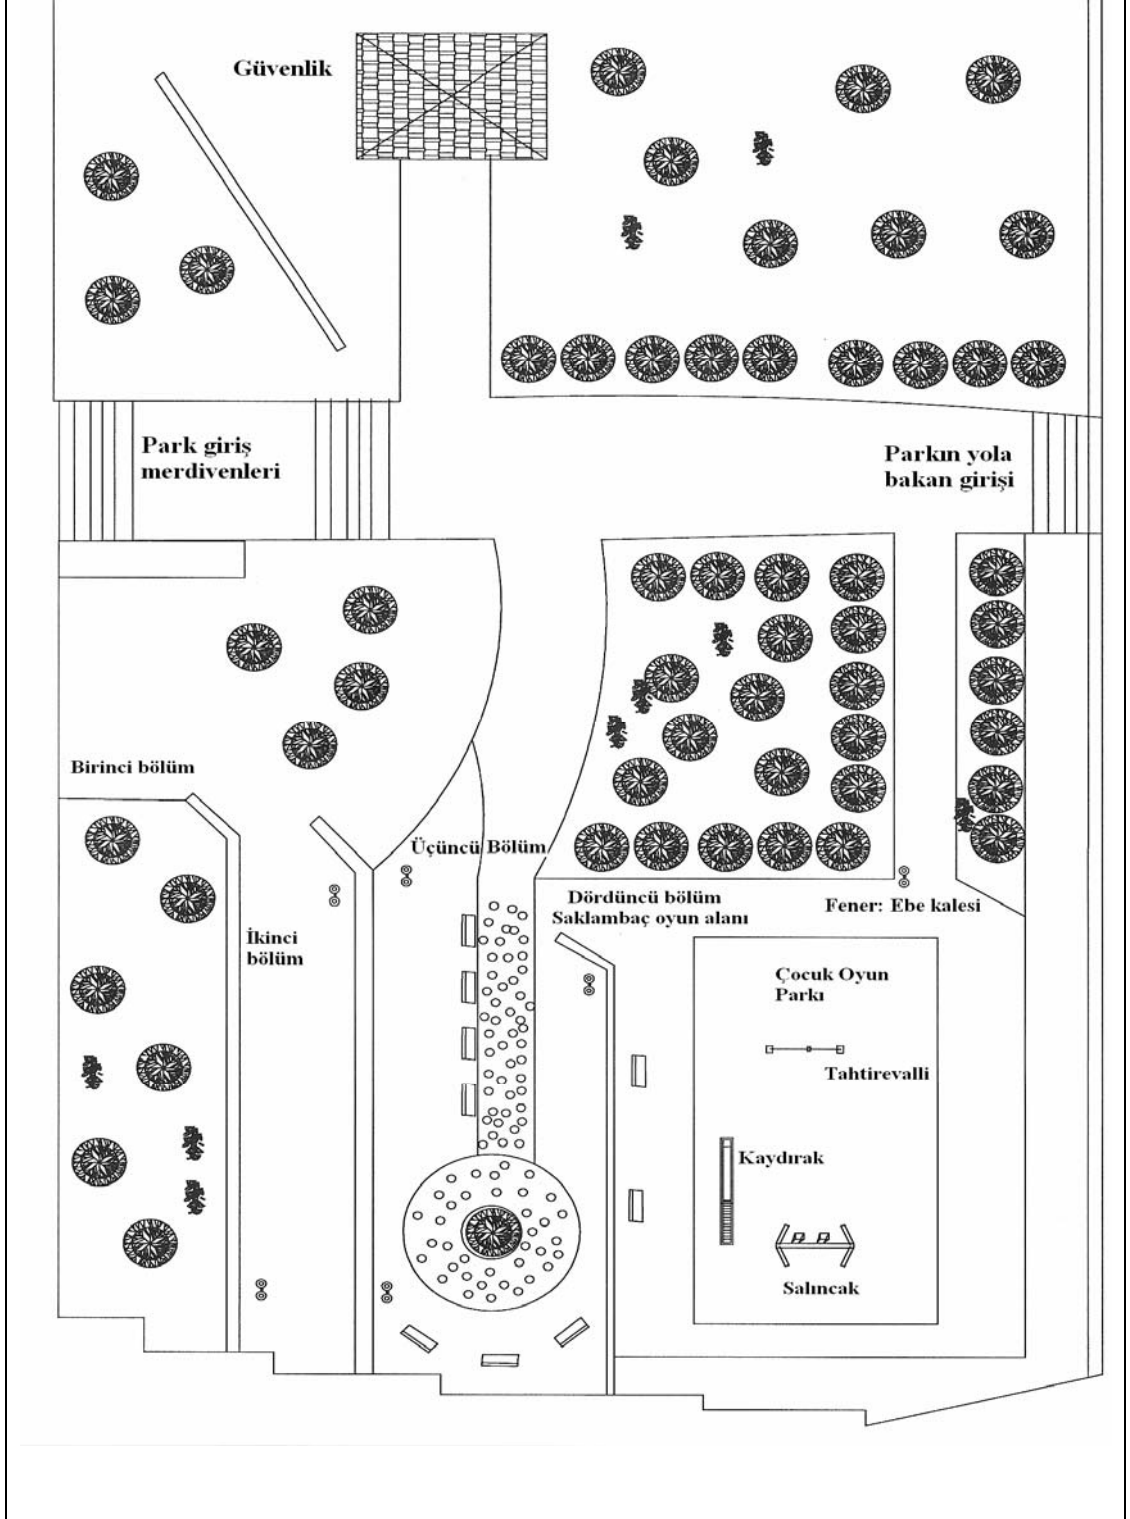 Güvenlik
Park giriş
merdivenleri
Parkın yola
bakan girişi
Birinci bölüm
Üçüncü Bölüm
Dördüncü bölüm
Saklambaç oyun alanı
Fener: Ebe kalesi
İkinci
bölüm
Çocuk Oyun
Parkı
Tahtirevalli
Kaydırak
Salıncak